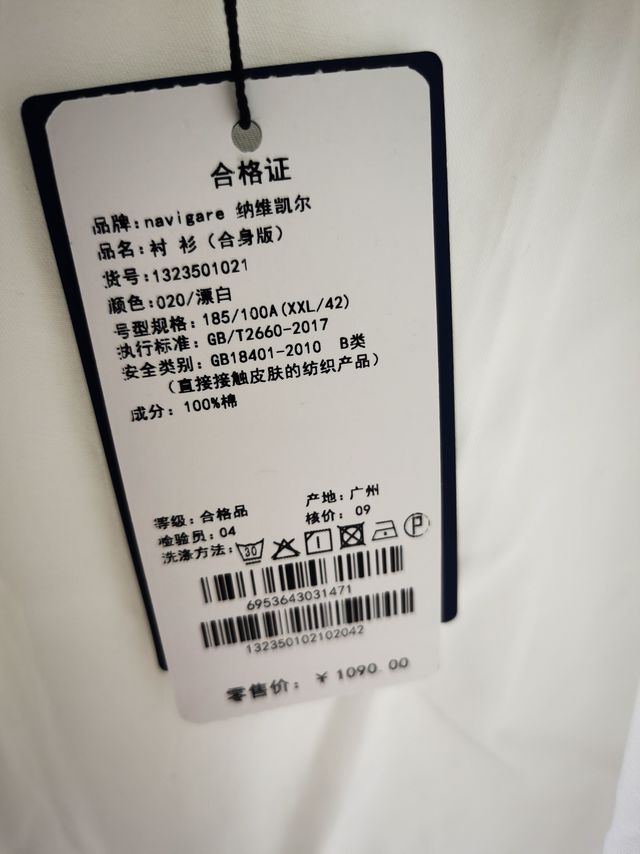 合格证
品牌:navigare 纳维凯尔
品名:衬 衫(合身版)
货号:1323501021
颜色:020/漂白
号型规格:185/100A(XXL/42)
执行标准:GB/T2660-2017
安全类别:GB18401-2010 B类
(直接接触皮肤的纺织产品)
成分:100%棉
等级:合格品 产地:广州
检验员:04 核价:09
洗涤方法: 30 P
6953643031471
132350102102042
零售价:¥1090.00